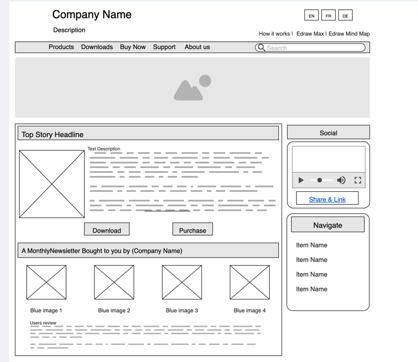 Company Name
EN FR DE
Description
How it works I Edraw Max I Edraw Mind Map
Products Downloads Buy Now Support About us
Search
Top Story Headline
Social
Text Description
Share & Link
Download Purchase
Navigate
A MonthlyNewsletter Bought to you by (Company Name)
Item Name
Item Name
Item Name
Item Name
Blue image 1 Blue image 2 Blue image 3 Blue image 4
Users review